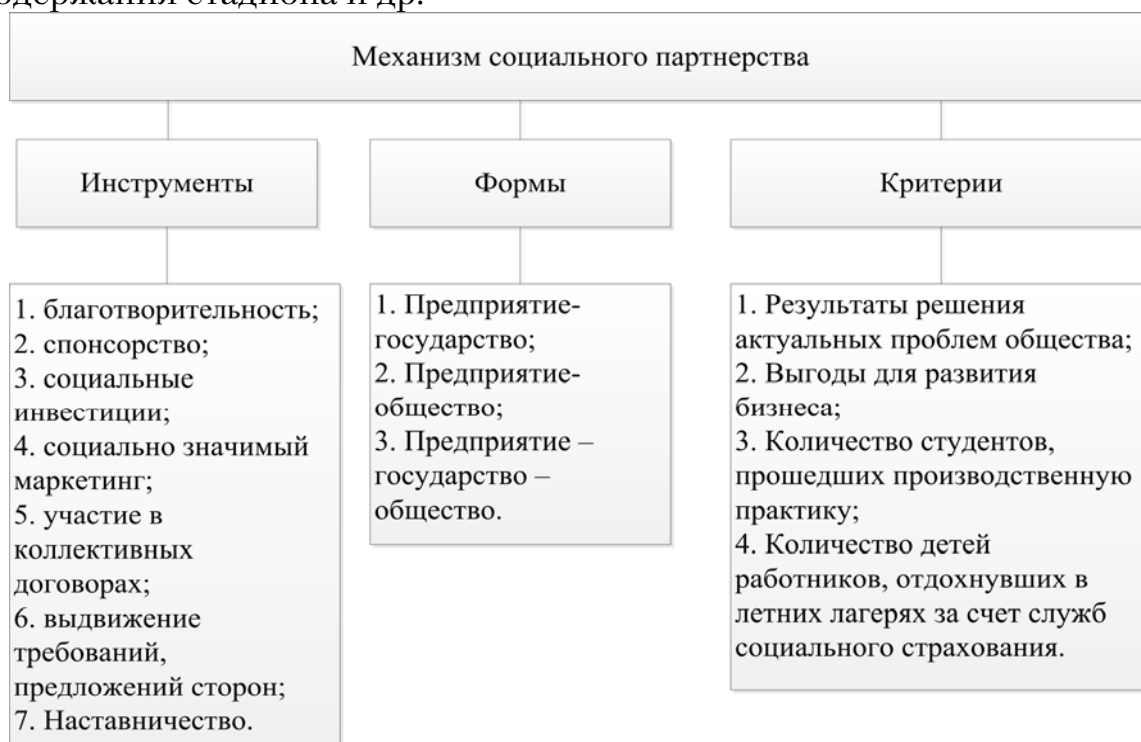 содержания стадиона и др.
Механизм социального партнерства
Инструменты
Формы
Критерии
1. благотворительность;
2. спонсорство;
3. социальные
инвестиции;
4. социально значимый
маркетинг;
5. участие в
коллективных
договорах;
6. выдвижение
требований,
предложений сторон;
7. Наставничество.
1. Предприятие-
государство;
2. Предприятие-
общество;
3. Предприятие –
государство –
общество.
1. Результаты решения
актуальных проблем общества;
2. Выгоды для развития
бизнеса;
3. Количество студентов,
прошедших производственную
практику;
4. Количество детей
работников, отдохнувших в
летних лагерях за счет служб
социального страхования.